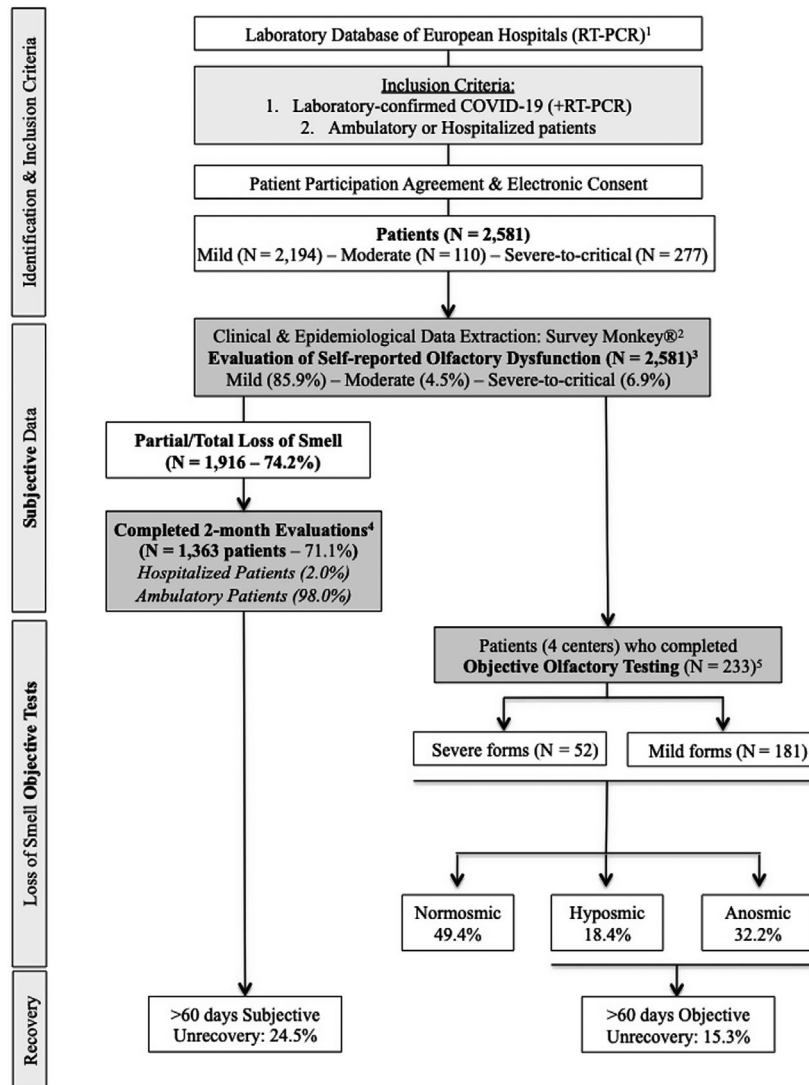 Identification & Inclusion Criteria
Laboratory Database of European Hospitals (RT-PCR)1
Inclusion Criteria:
1. Laboratory-confirmed COVID-19 (+RT-PCR)
2. Ambulatory or Hospitalized patients
Patient Participation Agreement & Electronic Consent
Patients (N = 2,581)
Mild (N = 2,194) – Moderate (N = 110) – Severe-to-critical (N = 277)
Subjective Data
Clinical & Epidemiological Data Extraction: Survey Monkey®2
Evaluation of Self-reported Olfactory Dysfunction (N = 2,581)3
Mild (85.9%) – Moderate (4.5%) – Severe-to-critical (6.9%)
Partial/Total Loss of Smell
(N = 1,916 – 74.2%)
Completed 2-month Evaluations4
(N = 1,363 patients – 71.1%)
Hospitalized Patients (2.0%)
Ambulatory Patients (98.0%)
Loss of Smell Objective Tests
Patients (4 centers) who completed
Objective Olfactory Testing (N = 233)5
Severe forms (N = 52)
Mild forms (N = 181)
Normosmic
49.4%
Hyposmic
18.4%
Anosmic
32.2%
Recovery
>60 days Subjective
Unrecovery: 24.5%
>60 days Objective
Unrecovery: 15.3%